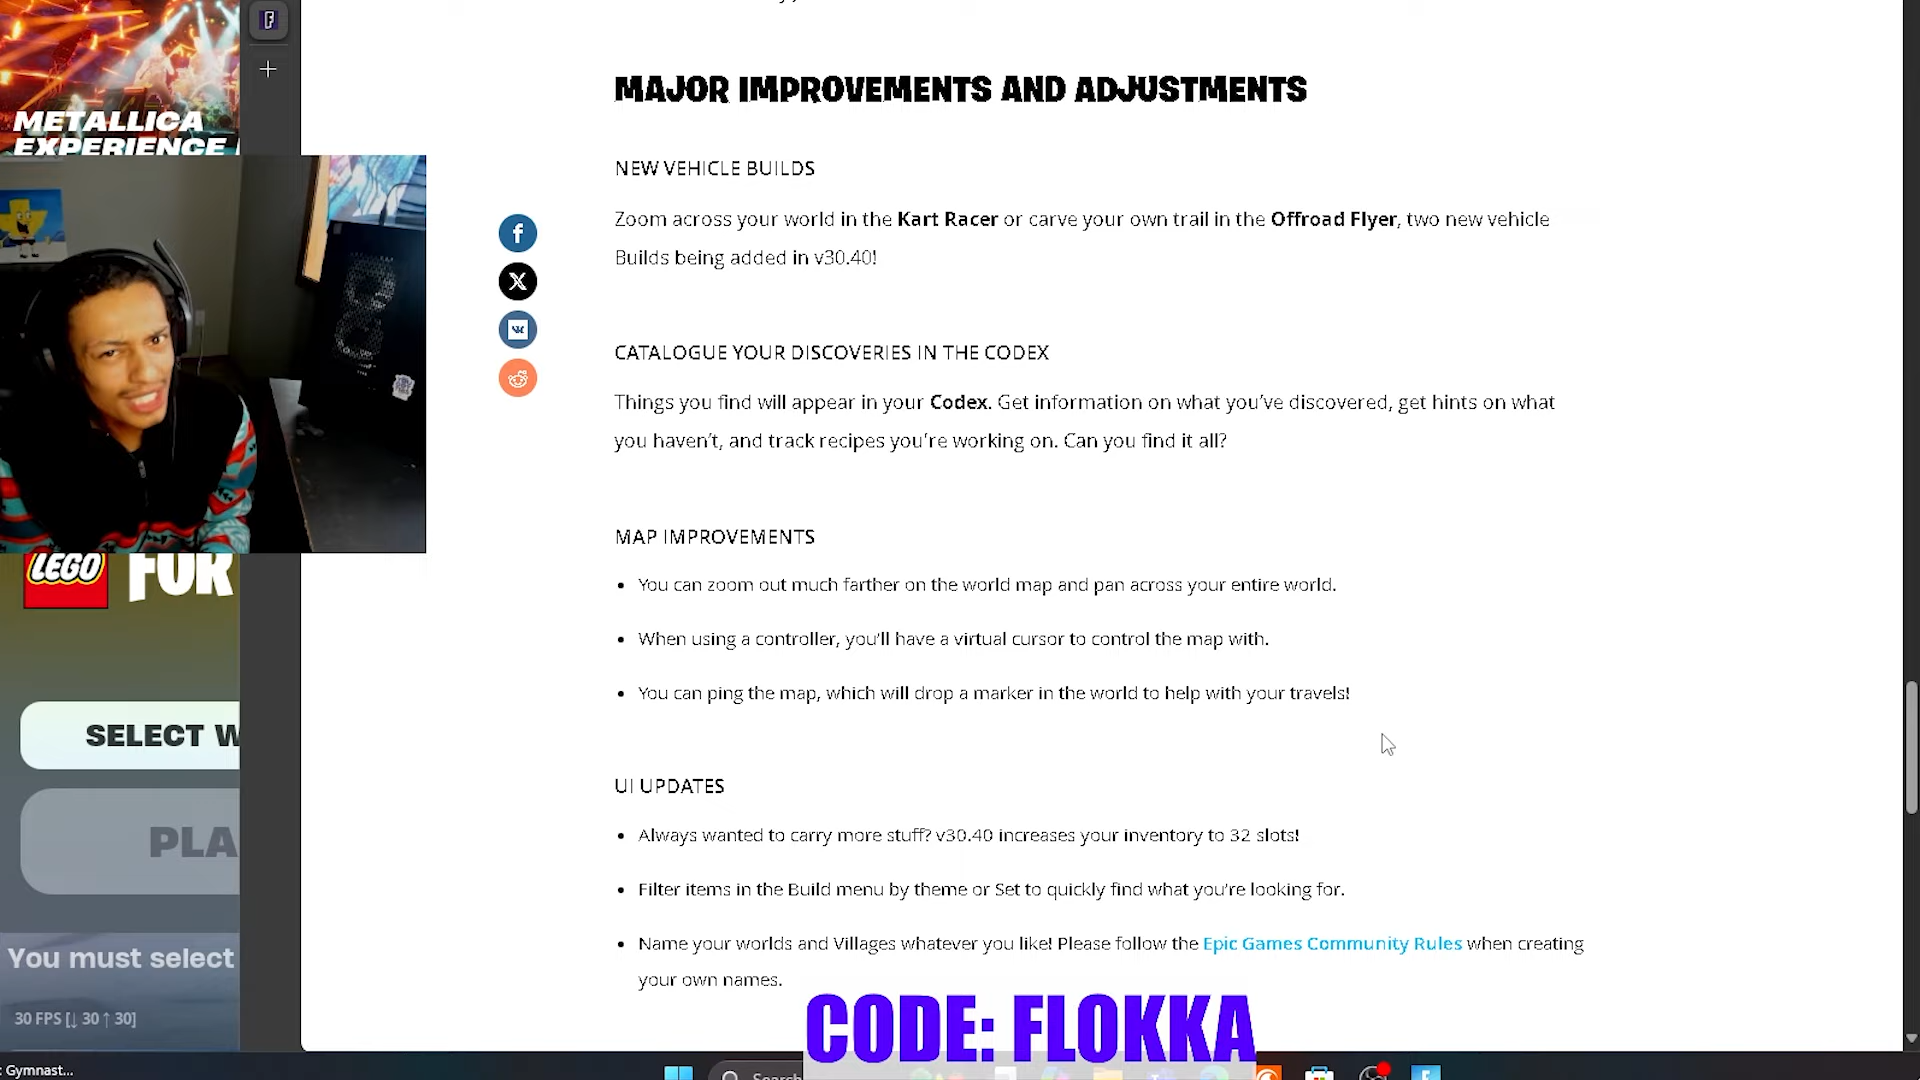 METALLICA
EXPERIENCE
MAJOR IMPROVEMENTS AND ADJUSTMENTS
NEW VEHICLE BUILDS
Zoom across your world in the Kart Racer or carve your own trail in the Offroad Flyer, two new vehicle
Builds being added in v30.40!
CATALOGUE YOUR DISCOVERIES IN THE CODEX
Things you find will appear in your Codex. Get information on what you've discovered, get hints on what
you haven't, and track recipes you're working on. Can you find it all?
MAP IMPROVEMENTS
• You can zoom out much farther on the world map and pan across your entire world.
• When using a controller, you'll have a virtual cursor to control the map with.
• You can ping the map, which will drop a marker in the world to help with your travels!
UI UPDATES
• Always wanted to carry more stuff? v30.40 increases your inventory to 32 slots!
• Filter items in the Build menu by theme or Set to quickly find what you're looking for.
• Name your worlds and Villages whatever you like! Please follow the Epic Games Community Rules when creating
your own names.
LEGO FOR
SELECT W
PLA
You must select
30 FPS [↓ 30 ↑ 30]
CODE: FLOKKA
: Gymnast...
Search